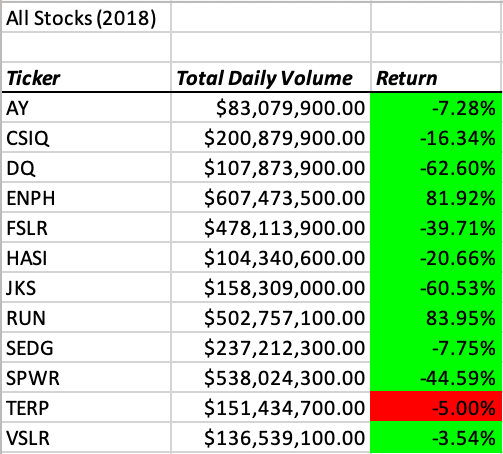 All Stocks (2018)
Ticker Total Daily Volume Return
AY $83,079,900.00 -7.28%
CSIQ $200,879,900.00 -16.34%
DQ $107,873,900.00 -62.60%
ENPH $607,473,500.00 81.92%
FSLR $478,113,900.00 -39.71%
HASI $104,340,600.00 -20.66%
JKS $158,309,000.00 -60.53%
RUN $502,757,100.00 83.95%
SEDG $237,212,300.00 -7.75%
SPWR $538,024,300.00 -44.59%
TERP $151,434,700.00 -5.00%
VSLR $136,539,100.00 -3.54%